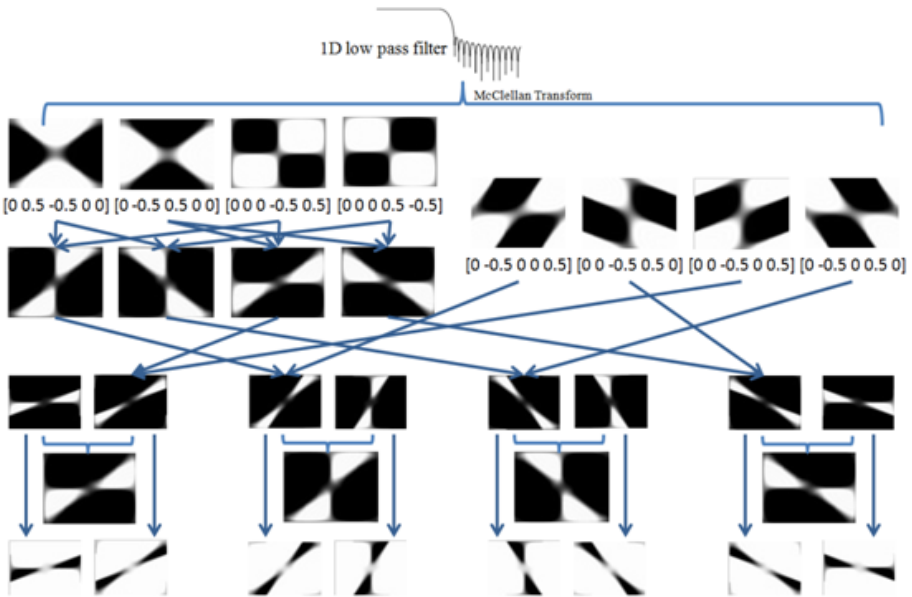 1D low pass filter
McClellan Transform
[0 0.5 -0.5 0 0] [0 -0.5 0.5 0 0] [0 0 0 -0.5 0.5] [0 0 0 0.5 -0.5]
[0 -0.5 0 0 0.5] [0 0 -0.5 0.5 0] [0 0 -0.5 0 0.5] [0 -0.5 0 0.5 0]